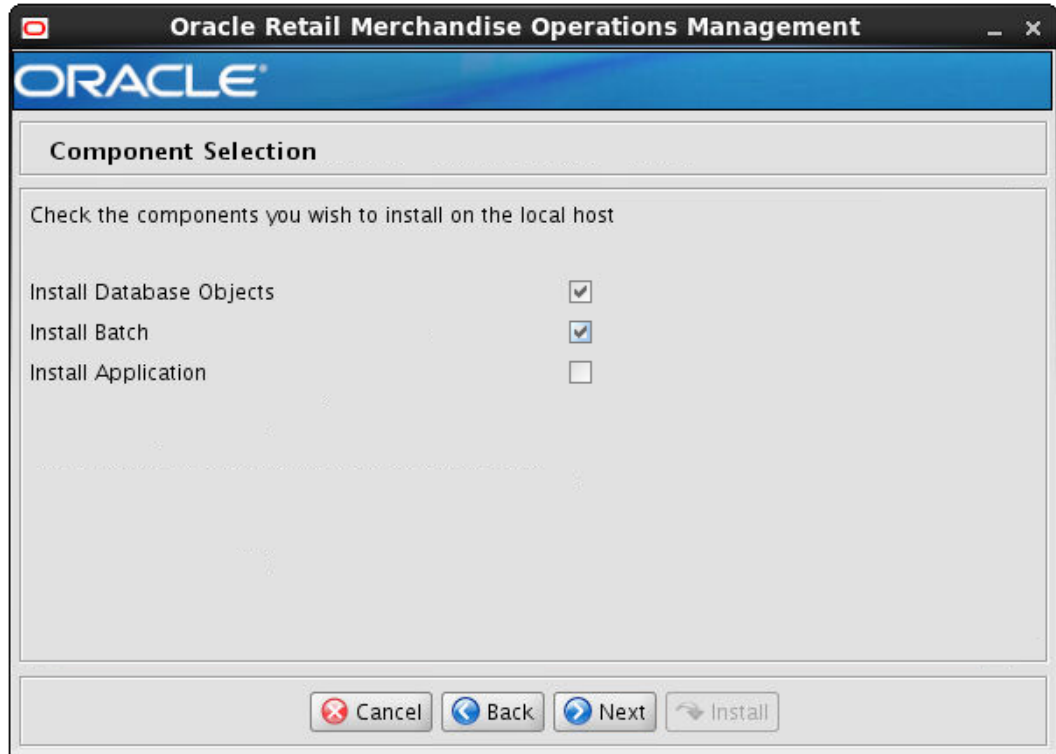 Oracle Retail Merchandise Operations Management
ORACLE
Component Selection
Check the components you wish to install on the local host
Install Database Objects
Install Batch
Install Application
Cancel Back Next Install